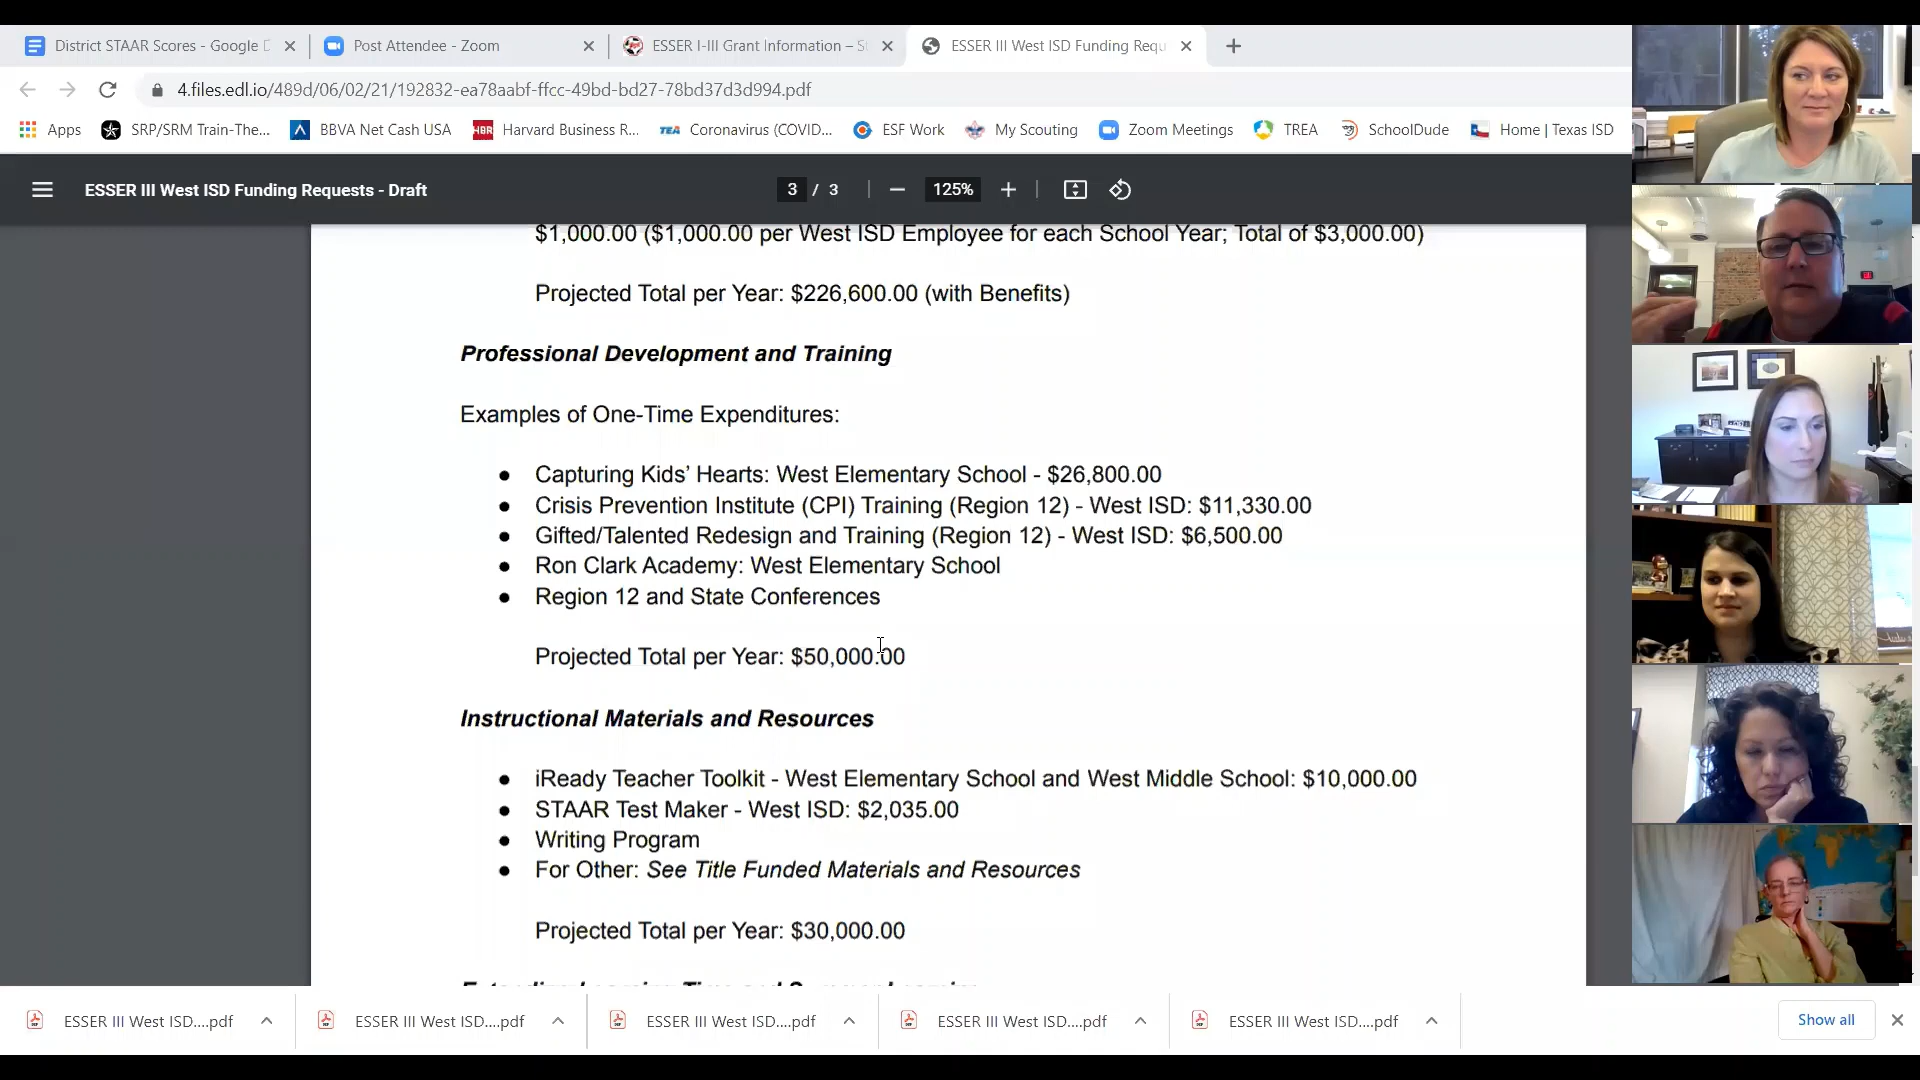 District STAAR Scores - Google D
Post Attendee - Zoom
ESSER I-III Grant Information – S
ESSER III West ISD Funding Requ
4.files.edl.io/489d/06/02/21/192832-ea78aabf-ffcc-49bd-bd27-78bd37d3d994.pdf
Apps
SRP/SRM Train-The...
BBVA Net Cash USA
HBR
Harvard Business R...
TEA
Coronavirus (COVID...
ESF Work
My Scouting
Zoom Meetings
TREA
SchoolDude
Home | Texas ISD
ESSER III West ISD Funding Requests - Draft
3 / 3
125%
$1,000.00 ($1,000.00 per West ISD Employee for each School Year; Total of $3,000.00)
Projected Total per Year: $226,600.00 (with Benefits)
Professional Development and Training
Examples of One-Time Expenditures:
● Capturing Kids’ Hearts: West Elementary School - $26,800.00
● Crisis Prevention Institute (CPI) Training (Region 12) - West ISD: $11,330.00
● Gifted/Talented Redesign and Training (Region 12) - West ISD: $6,500.00
● Ron Clark Academy: West Elementary School
● Region 12 and State Conferences
Projected Total per Year: $50,000.00
Instructional Materials and Resources
● iReady Teacher Toolkit - West Elementary School and West Middle School: $10,000.00
● STAAR Test Maker - West ISD: $2,035.00
● Writing Program
● For Other: See Title Funded Materials and Resources
Projected Total per Year: $30,000.00
ESSER III West ISD....pdf
ESSER III West ISD....pdf
ESSER III West ISD....pdf
ESSER III West ISD....pdf
ESSER III West ISD....pdf
Show all